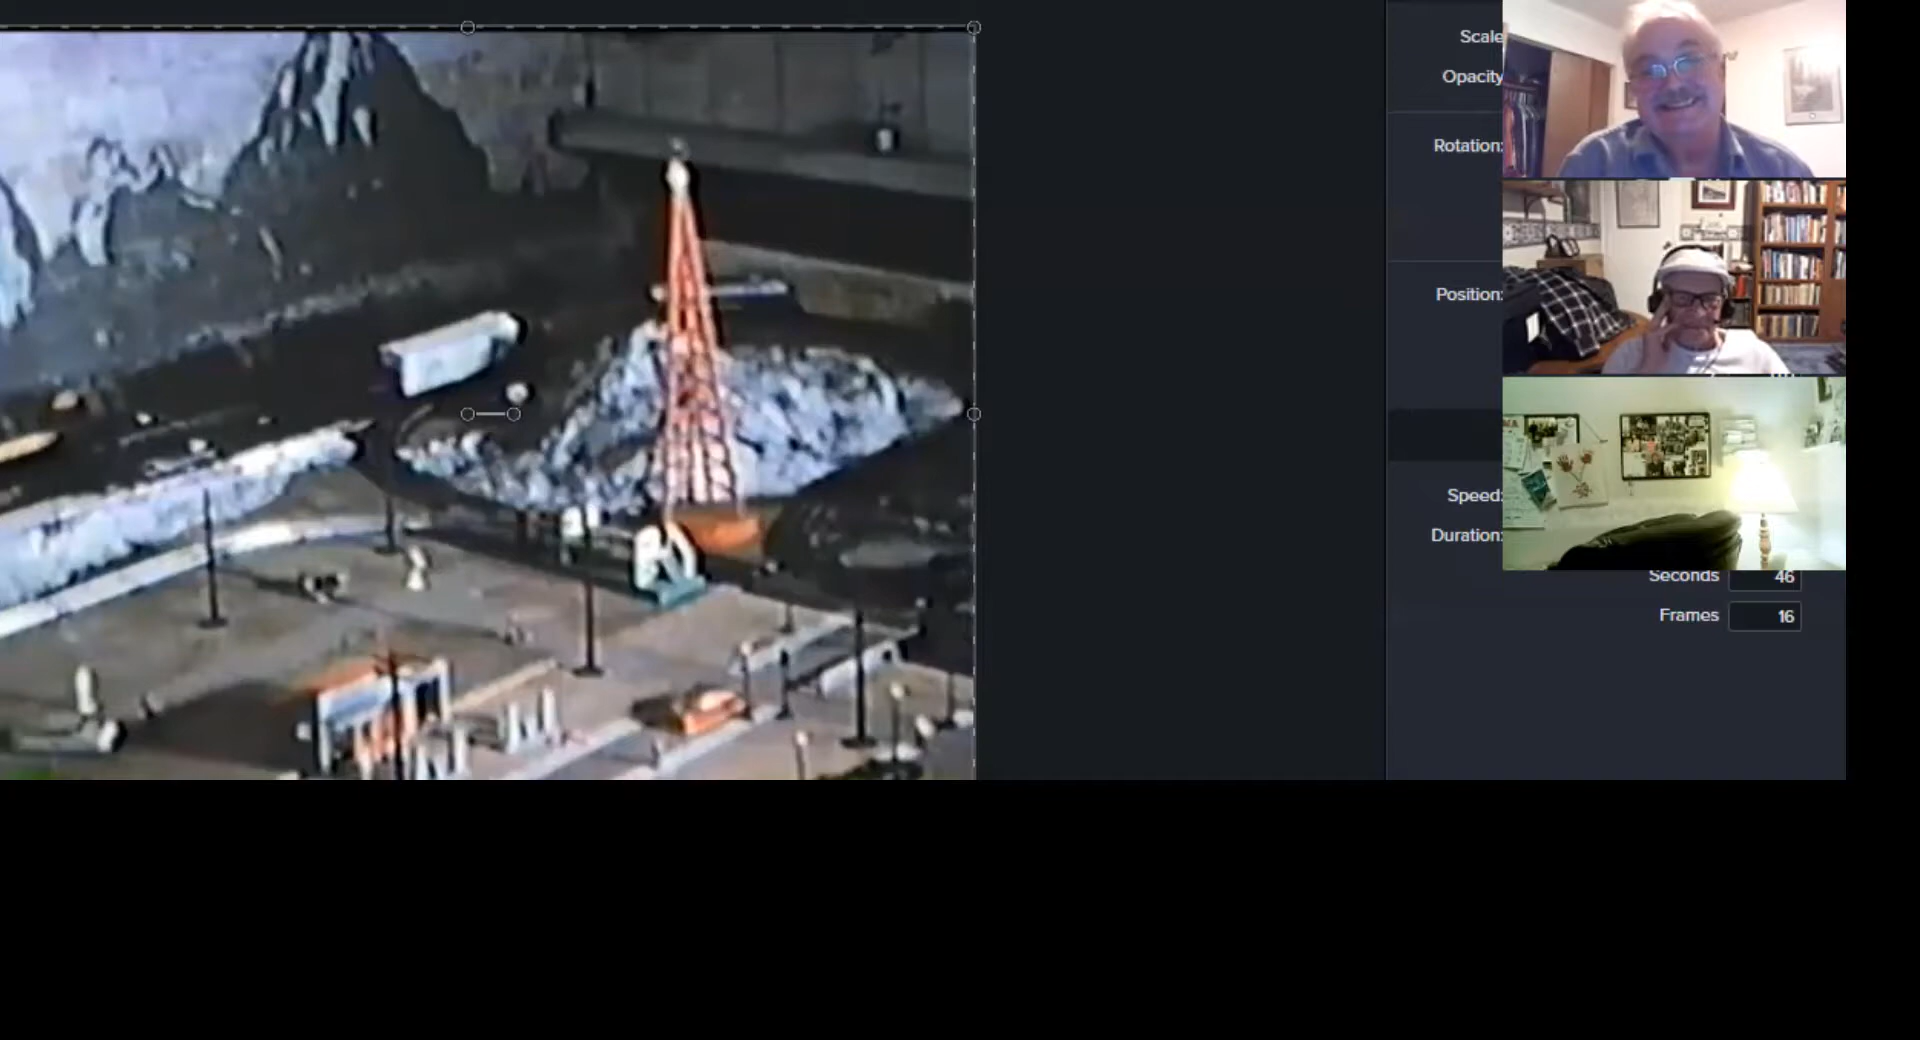 Scale
Opacity
Rotation:
Position:
Speed:
Duration:
Seconds 46
Frames 16